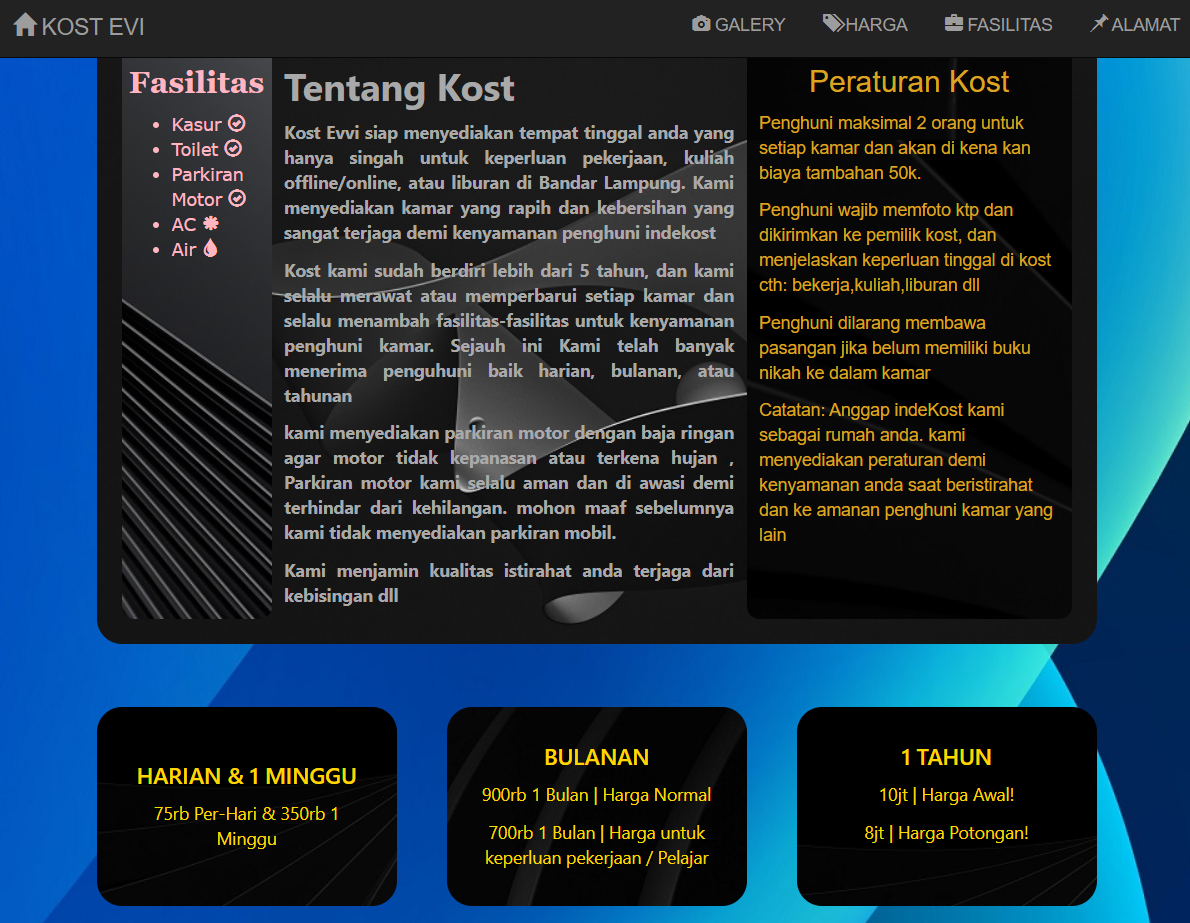 KOST EVI
GALERY
HARGA
FASILITAS
ALAMAT
Fasilitas
Kasur
Toilet
Parkiran
Motor
AC
Air
Tentang Kost
Kost Evvi siap menyediakan tempat tinggal anda yang
hanya singah untuk keperluan pekerjaan, kuliah
offline/online, atau liburan di Bandar Lampung. Kami
menyediakan kamar yang rapih dan kebersihan yang
sangat terjaga demi kenyamanan penghuni indekost
Kost kami sudah berdiri lebih dari 5 tahun, dan kami
selalu merawat atau memperbarui setiap kamar dan
selalu menambah fasilitas-fasilitas untuk kenyamanan
penghuni kamar. Sejauh ini Kami telah banyak
menerima penguhuni baik harian, bulanan, atau
tahunan
kami menyediakan parkiran motor dengan baja ringan
agar motor tidak kepanasan atau terkena hujan ,
Parkiran motor kami selalu aman dan di awasi demi
terhindar dari kehilangan. mohon maaf sebelumnya
kami tidak menyediakan parkiran mobil.
Kami menjamin kualitas istirahat anda terjaga dari
kebisingan dll
Peraturan Kost
Penghuni maksimal 2 orang untuk
setiap kamar dan akan di kena kan
biaya tambahan 50k.
Penghuni wajib memfoto ktp dan
dikirimkan ke pemilik kost, dan
menjelaskan keperluan tinggal di kost
cth: bekerja,kuliah,liburan dll
Penghuni dilarang membawa
pasangan jika belum memiliki buku
nikah ke dalam kamar
Catatan: Anggap indeKost kami
sebagai rumah anda. kami
menyediakan peraturan demi
kenyamanan anda saat beristirahat
dan ke amanan penghuni kamar yang
lain
HARIAN & 1 MINGGU
75rb Per-Hari & 350rb 1
Minggu
BULANAN
900rb 1 Bulan | Harga Normal
700rb 1 Bulan | Harga untuk
keperluan pekerjaan / Pelajar
1 TAHUN
10jt | Harga Awal!
8jt | Harga Potongan!